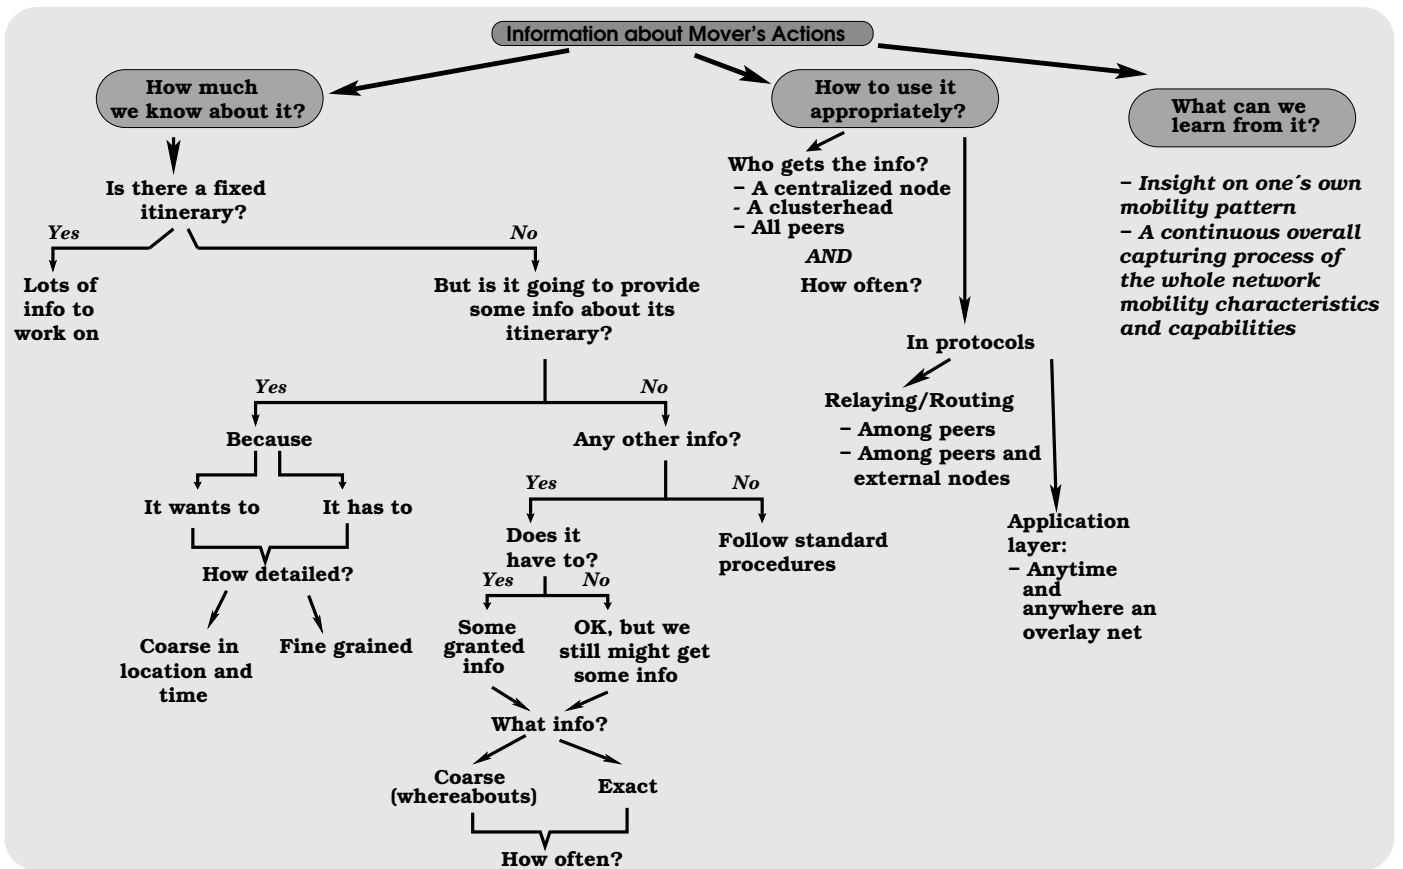 Information about Mover's Actions
How much
we know about it?
Is there a fixed
itinerary?
Yes
No
Lots of
info to
work on
But is it going to provide
some info about its
itinerary?
Yes
No
Because
Any other info?
It wants to
It has to
Yes
No
How detailed?
Does it
have to?
Follow standard
procedures
Yes
No
Coarse in
location and
time
Fine grained
Some
granted
info
OK, but we
still might get
some info
What info?
Coarse
(whereabouts)
Exact
How often?
How to use it
appropriately?
Who gets the info?
– A centralized node
- A clusterhead
– All peers
AND
How often?
In protocols
Relaying/Routing
– Among peers
– Among peers and
external nodes
Application
layer:
– Anytime
and
anywhere an
overlay net
What can we
learn from it?
– Insight on one´s own
mobility pattern
– A continuous overall
capturing process of
the whole network
mobility characteristics
and capabilities